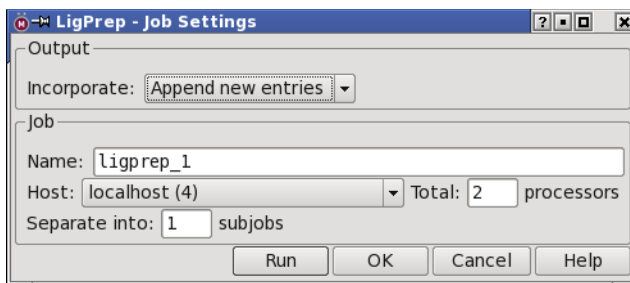 LigPrep - Job Settings
Output
Incorporate: Append new entries
Job
Name: ligprep_1
Host: localhost (4) Total: 2 processors
Separate into: 1 subjobs
Run OK Cancel Help